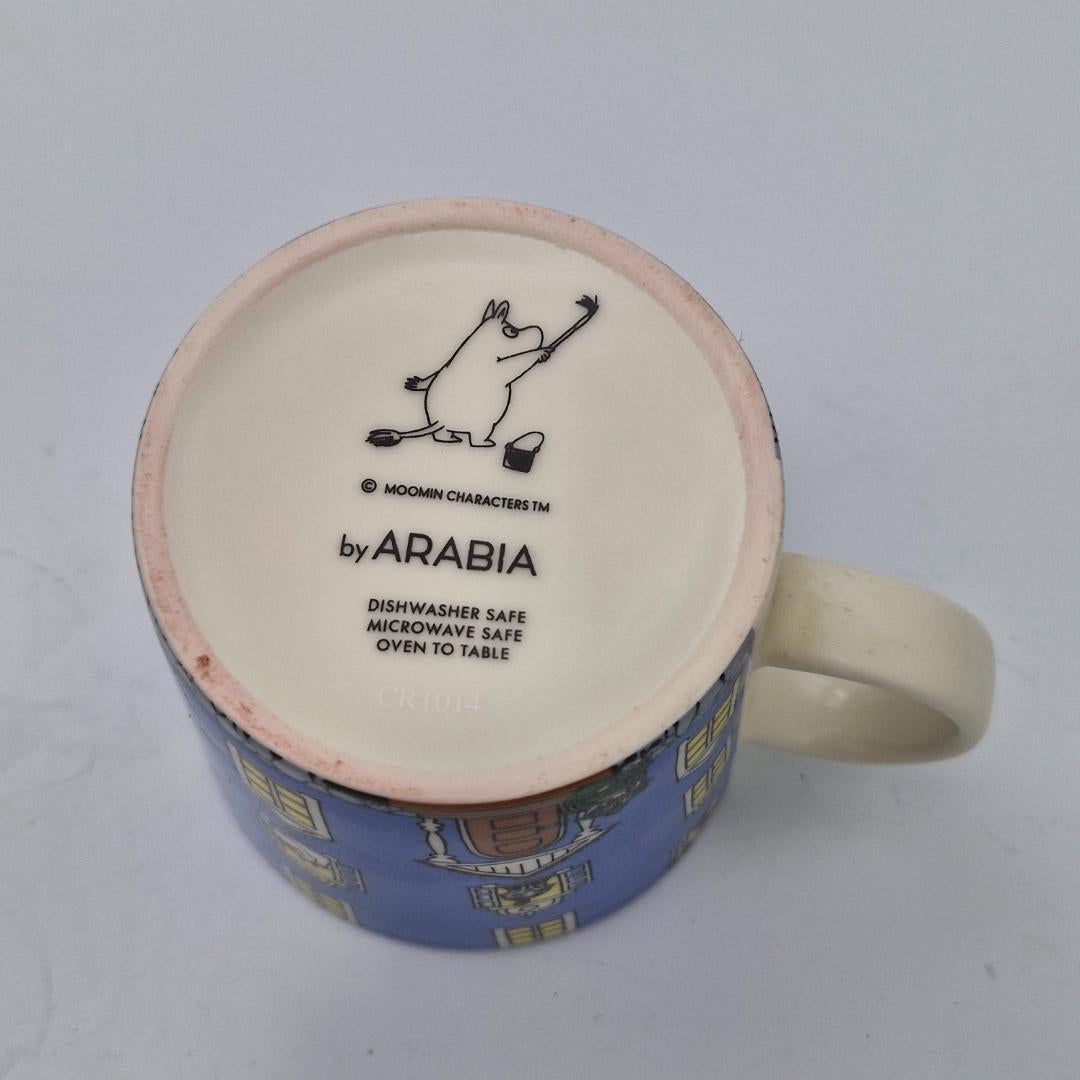 © MOOMIN CHARACTERS TM
by ARABIA
DISHWASHER SAFE
MICROWAVE SAFE
OVEN TO TABLE
CR1014